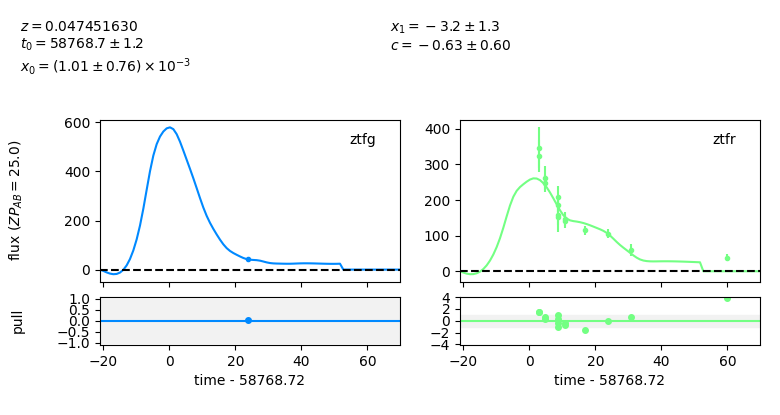 z = 0.047451630
t₀ = 58768.7 ± 1.2
x₀ = (1.01 ± 0.76) × 10⁻³
x₁ = −3.2 ± 1.3
c = −0.63 ± 0.60
flux (ZP_AB = 25.0)
600
400
200
0
ztfg
400
300
200
100
0
ztfr
pull
1.0
0.5
0.0
−0.5
−1.0
−20 0 20 40 60
time - 58768.72
4
2
0
−2
−4
−20 0 20 40 60
time - 58768.72